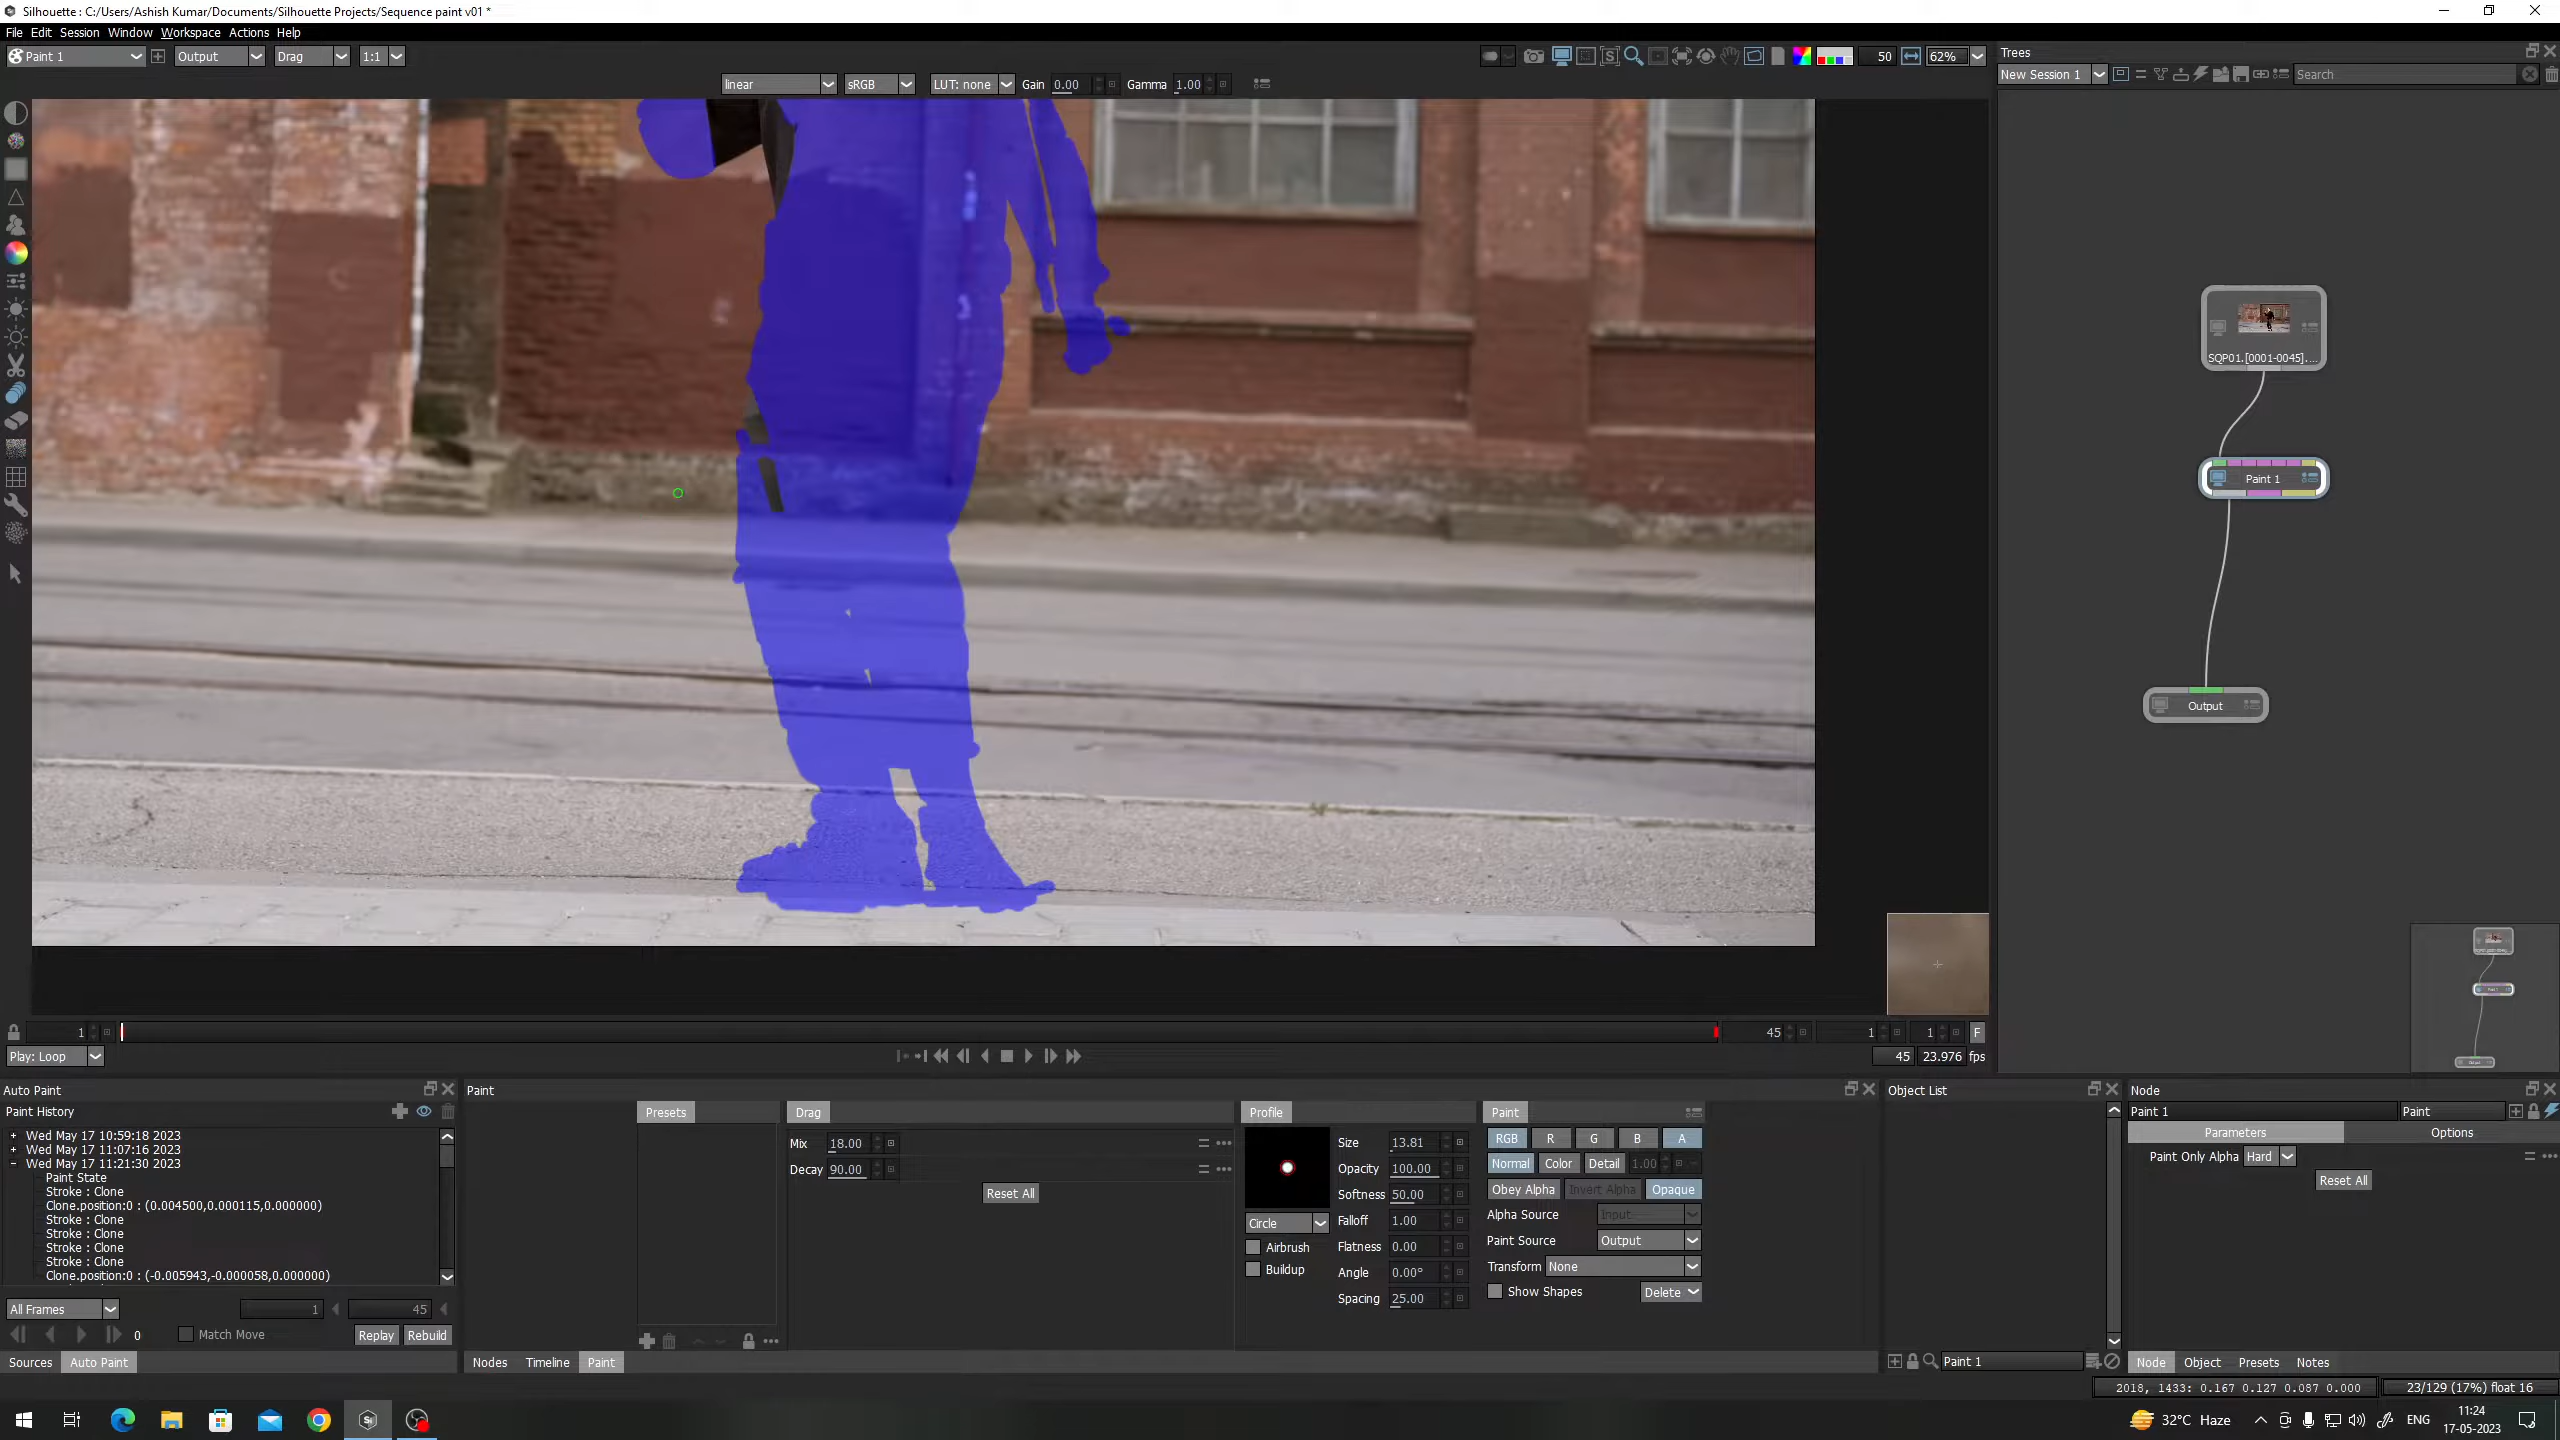 Silhouette : C:/Users/Ashish Kumar/Documents/Silhouette Projects/Sequence paint v01 *
File Edit Session Window Workspace Actions Help
Paint 1 Output Drag 1:1 50 62%
linear sRGB LUT: none Gain 0.00 Gamma 1.00
Trees
New Session 1 Search
SQP01.[0001-0045]....
Paint 1
Output
1 45 1 1 F
Play: Loop 45 23.976 fps
Auto Paint
Paint History
Wed May 17 10:59:18 2023
Wed May 17 11:07:16 2023
Wed May 17 11:21:30 2023
Paint State
Stroke : Clone
Clone.position:0 : (0.004500,0.000115,0.000000)
Stroke : Clone
Stroke : Clone
Stroke : Clone
Stroke : Clone
Clone.position:0 : (-0.005943,-0.000058,0.000000)
All Frames 1 45
0 Match Move Replay Rebuild
Sources Auto Paint
Paint
Presets
Drag
Mix 18.00
Decay 90.00
Reset All
Profile
Circle
Airbrush
Buildup
Size 13.81
Opacity 100.00
Softness 50.00
Falloff 1.00
Flatness 0.00
Angle 0.00°
Spacing 25.00
Paint
RGB R G B A
Normal Color Detail 1.00
Obey Alpha Invert Alpha Opaque
Alpha Source Input
Paint Source Output
Transform None
Show Shapes Delete
Nodes Timeline Paint
Object List
Paint 1
Node
Paint 1 Paint
Parameters Options
Paint Only Alpha Hard
Reset All
Node Object Presets Notes
2018, 1433: 0.167 0.127 0.087 0.000 23/129 (17%) float 16
32°C Haze ENG 11:24
17-05-2023